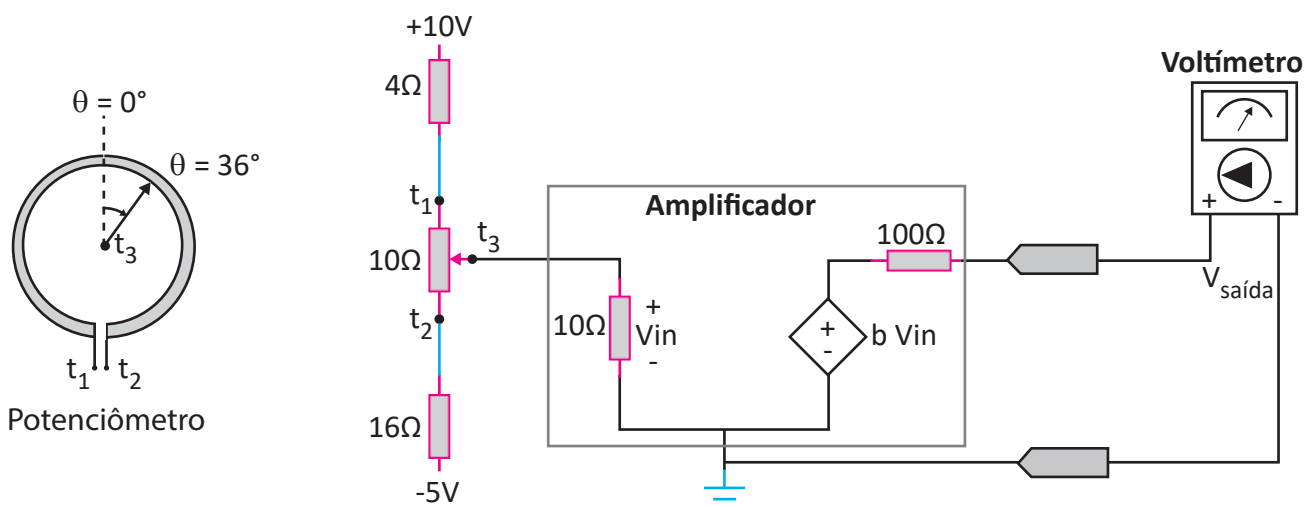 θ = 0°
θ = 36°
t3
t1 t2
Potenciômetro
+10V
4Ω
t1
10Ω
t3
t2
16Ω
-5V
Amplificador
10Ω
+
Vin
-
+
-
b Vin
100Ω
Voltímetro
+ -
Vsaída